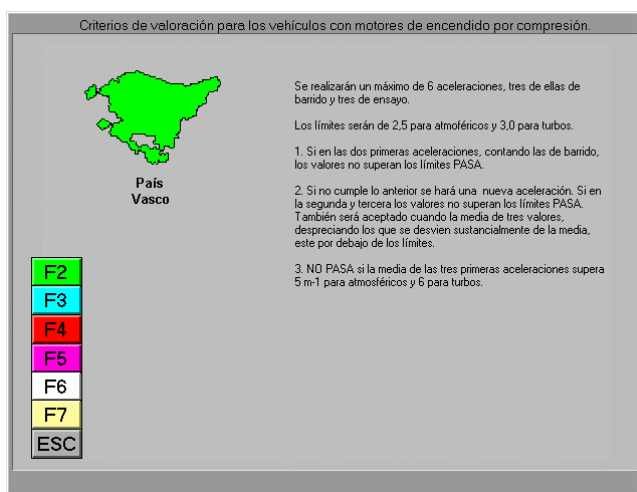 Criterios de valoración para los vehículos con motores de encendido por compresión.
País
Vasco
Se realizarán un máximo de 6 aceleraciones, tres de ellas de
barrido y tres de ensayo.
Los límites serán de 2,5 para atmoféricos y 3,0 para turbos.
1. Si en las dos primeras aceleraciones, contando las de barrido,
los valores no superan los límites PASA.
2. Si no cumple lo anterior se hará una nueva aceleración. Si en
la segunda y tercera los valores no superan los límites PASA.
También será aceptado cuando la media de tres valores,
despreciando los que se desvien sustancialmente de la media,
este por debajo de los límites.
3. NO PASA si la media de las tres primeras aceleraciones supera
5 m-1 para atmosféricos y 6 para turbos.
F2
F3
F4
F5
F6
F7
ESC